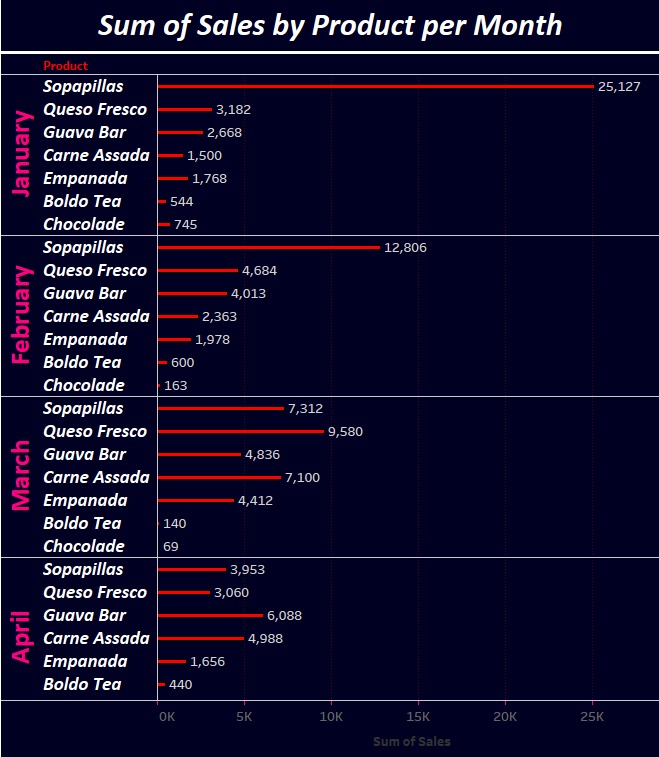 Sum of Sales by Product per Month
Product
January
Sopapillas 25,127
Queso Fresco 3,182
Guava Bar 2,668
Carne Assada 1,500
Empanada 1,768
Boldo Tea 544
Chocolade 745
February
Sopapillas 12,806
Queso Fresco 4,684
Guava Bar 4,013
Carne Assada 2,363
Empanada 1,978
Boldo Tea 600
Chocolade 163
March
Sopapillas 7,312
Queso Fresco 9,580
Guava Bar 4,836
Carne Assada 7,100
Empanada 4,412
Boldo Tea 140
Chocolade 69
April
Sopapillas 3,953
Queso Fresco 3,060
Guava Bar 6,088
Carne Assada 4,988
Empanada 1,656
Boldo Tea 440
0K 5K 10K 15K 20K 25K
Sum of Sales